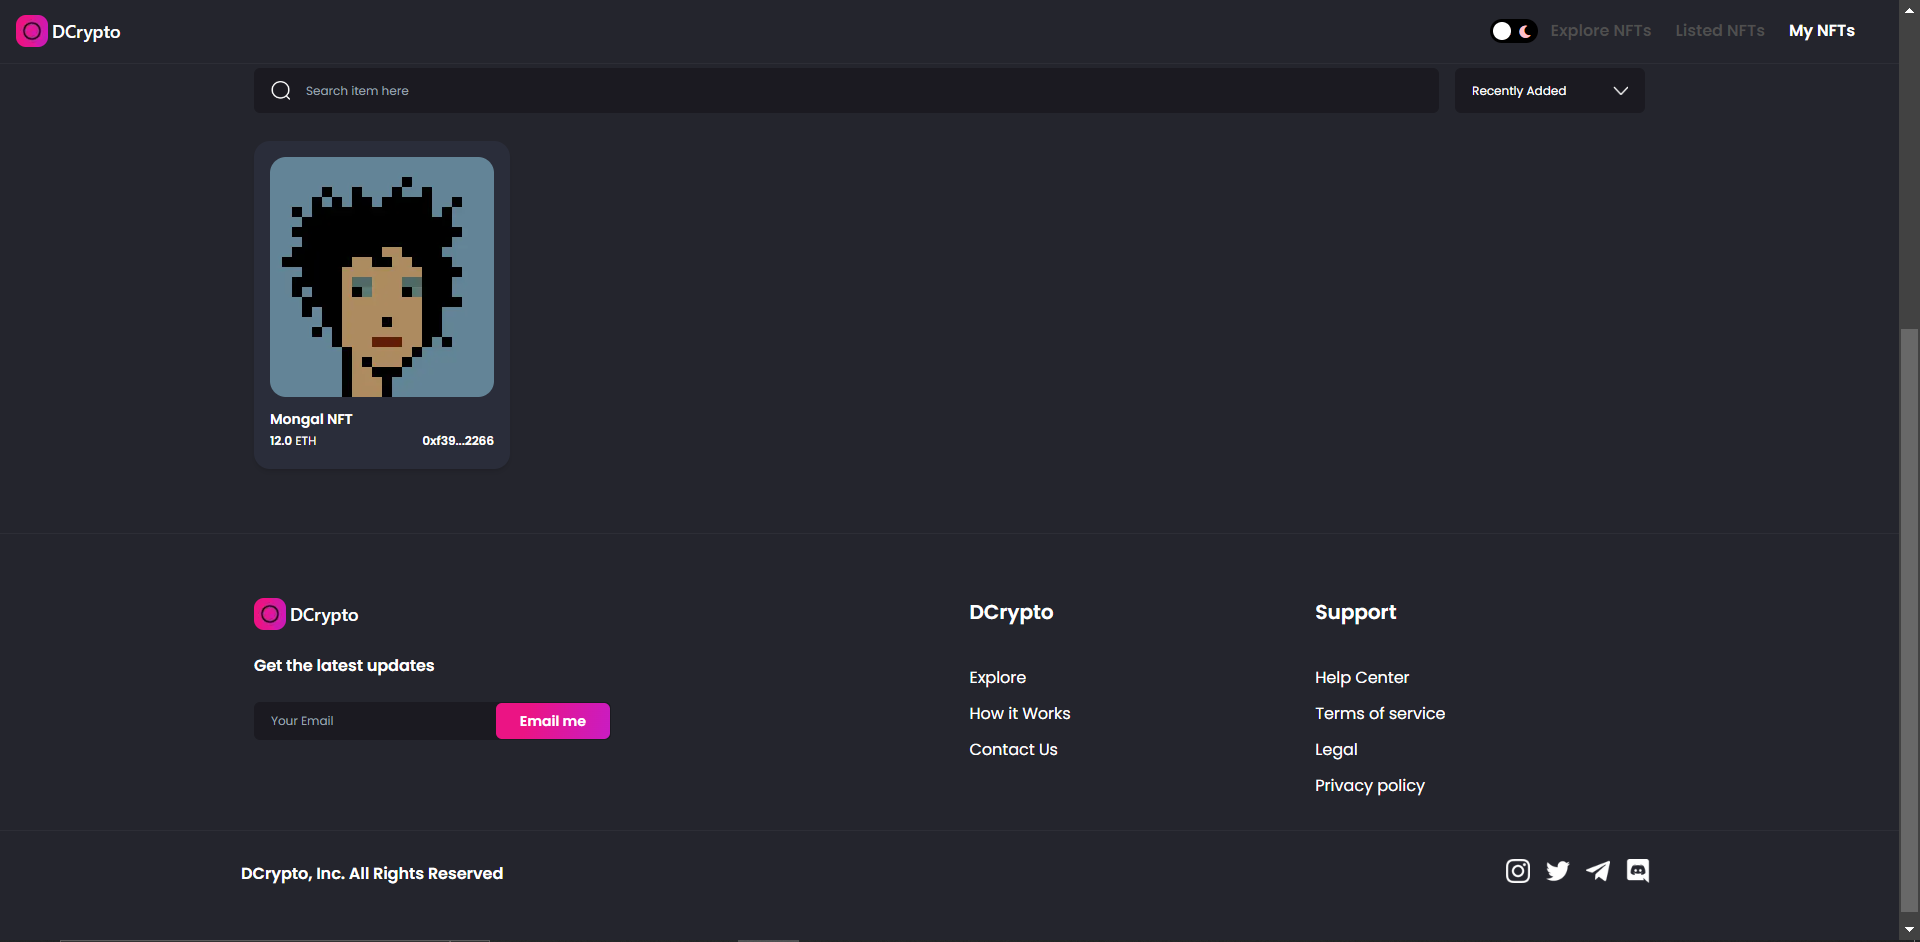 DCrypto
Explore NFTs Listed NFTs My NFTs
Search item here
Recently Added
Mongal NFT
12.0 ETH 0xf39...2266
DCrypto
Get the latest updates
Your Email
Email me
DCrypto
Explore
How it Works
Contact Us
Support
Help Center
Terms of service
Legal
Privacy policy
DCrypto, Inc. All Rights Reserved